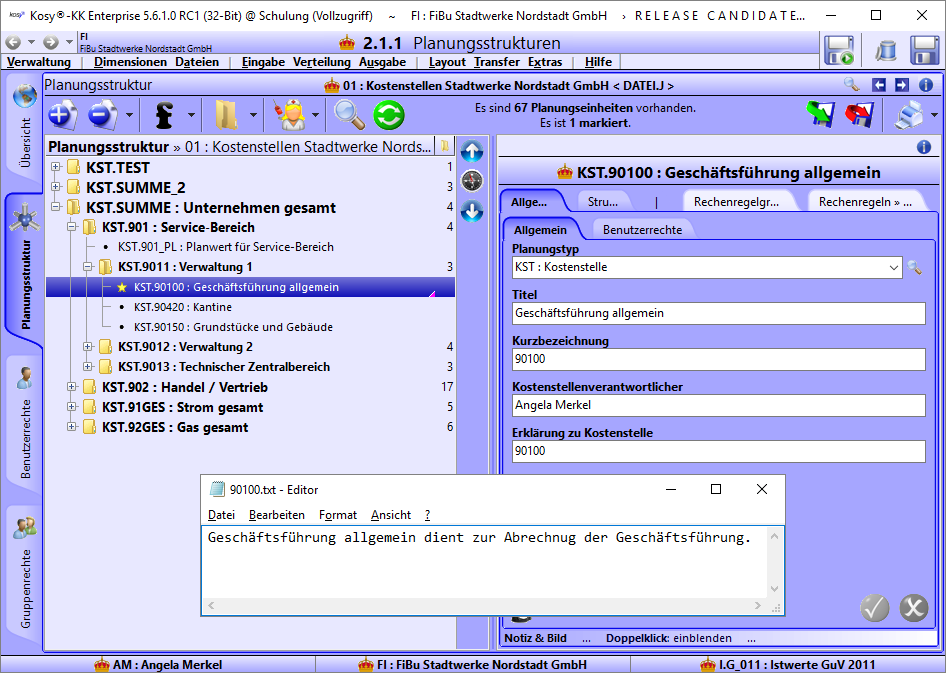 kosy® Kosy®-KK Enterprise 5.6.1.0 RC1 (32-Bit) @ Schulung (Vollzugriff) ~ FI : FiBu Stadtwerke Nordstadt GmbH › RELEASE CANDIDATE...
FI
FiBu Stadtwerke Nordstadt GmbH
2.1.1 Planungsstrukturen
Verwaltung | Dimensionen Dateien | Eingabe Verteilung Ausgabe | Layout Transfer Extras | Hilfe
Planungsstruktur
01 : Kostenstellen Stadtwerke Nordstadt GmbH < DATEI.J >
Es sind 67 Planungseinheiten vorhanden.
Es ist 1 markiert.
Übersicht
Planungsstruktur
Benutzerrechte
Gruppenrechte
Planungsstruktur » 01 : Kostenstellen Stadtwerke Nords...
KST.TEST 1
KST.SUMME_2 3
KST.SUMME : Unternehmen gesamt 4
KST.901 : Service-Bereich 4
• KST.901_PL : Planwert für Service-Bereich
KST.9011 : Verwaltung 1 3
KST.90100 : Geschäftsführung allgemein
• KST.90420 : Kantine
• KST.90150 : Grundstücke und Gebäude
KST.9012 : Verwaltung 2 4
KST.9013 : Technischer Zentralbereich 3
KST.902 : Handel / Vertrieb 17
KST.91GES : Strom gesamt 5
KST.92GES : Gas gesamt 6
KST.90100 : Geschäftsführung allgemein
Allge... Stru... | Rechenregelgr... Rechenregeln » ...
Allgemein Benutzerrechte
Planungstyp
KST : Kostenstelle
Titel
Geschäftsführung allgemein
Kurzbezeichnung
90100
Kostenstellenverantwortlicher
Angela Merkel
Erklärung zu Kostenstelle
90100
90100.txt - Editor
Datei Bearbeiten Format Ansicht ?
Geschäftsführung allgemein dient zur Abrechnug der Geschäftsführung.
Notiz & Bild ... Doppelklick: einblenden ...
AM : Angela Merkel
FI : FiBu Stadtwerke Nordstadt GmbH
I.G_011 : Istwerte GuV 2011